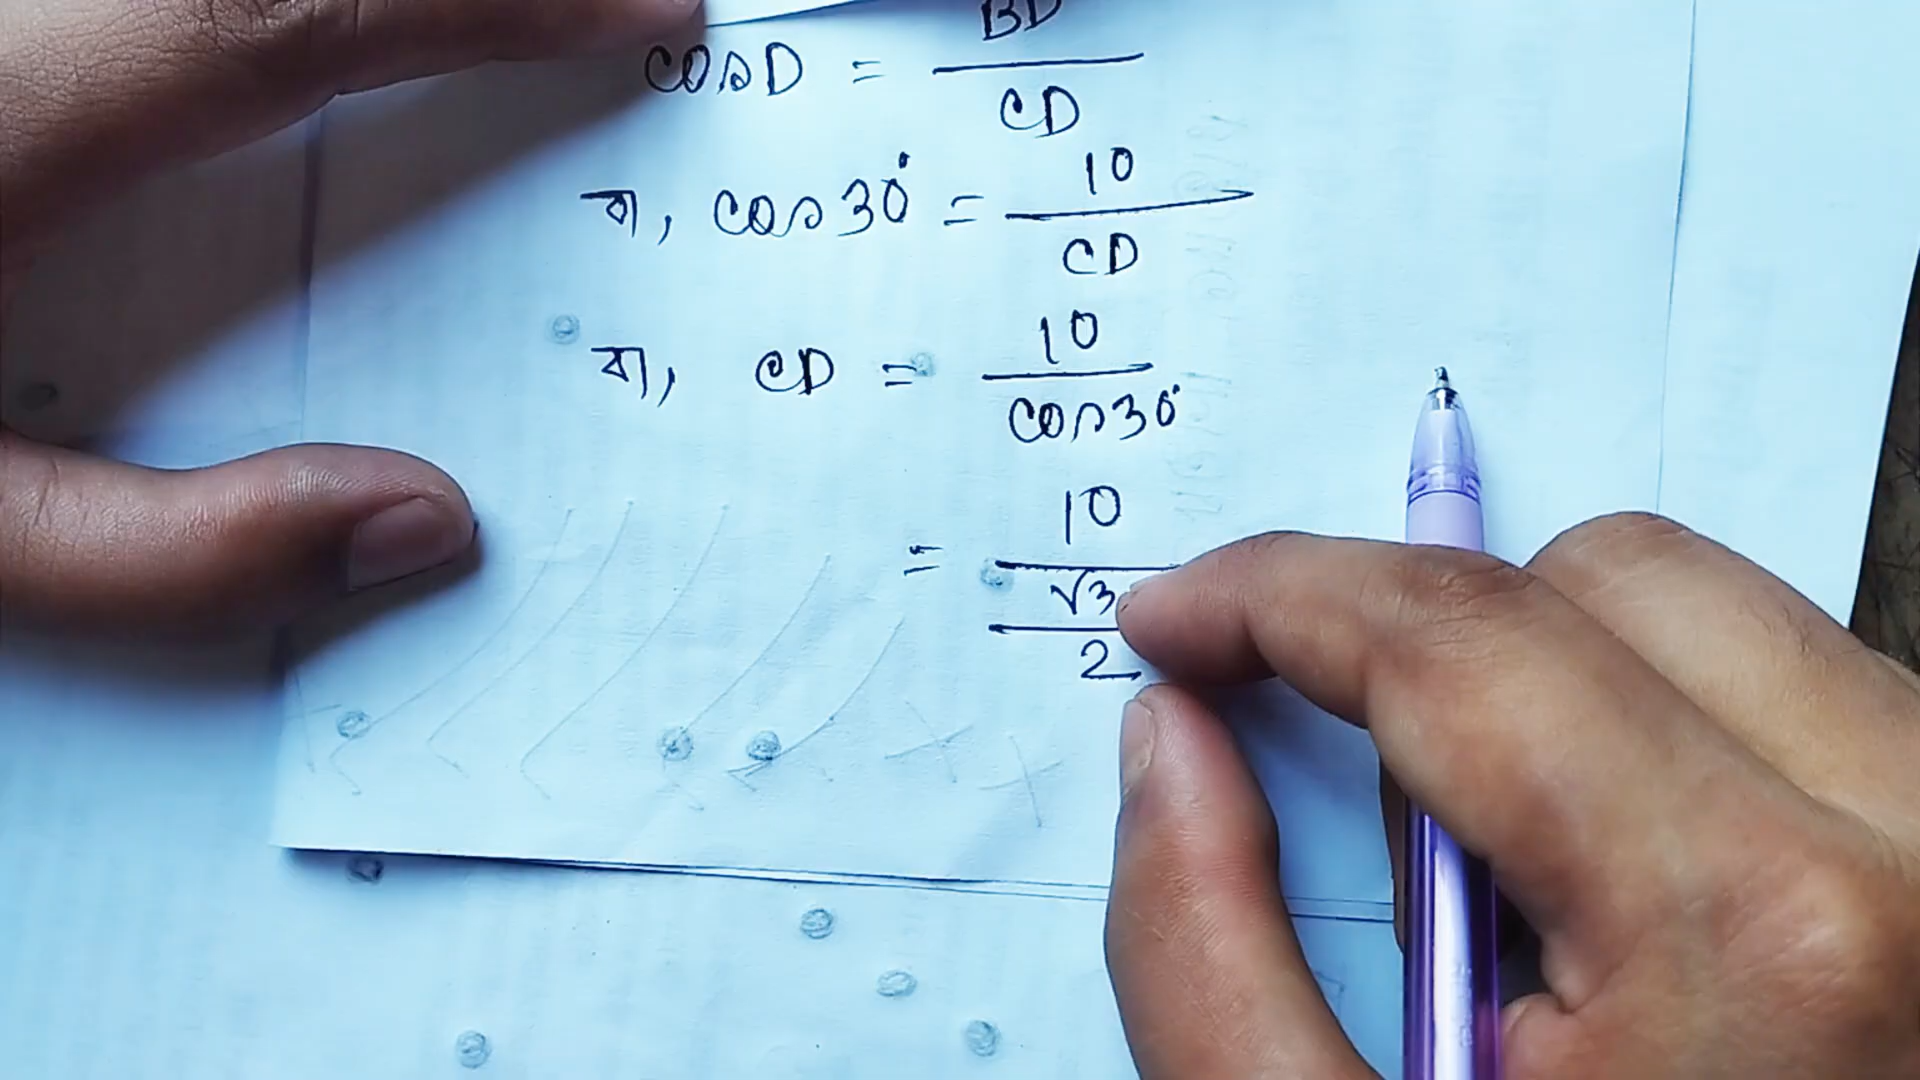 cosD = BD / CD
বা, cos30° = 10 / CD
বা, CD = 10 / cos30°
= 10 / √3 / 2